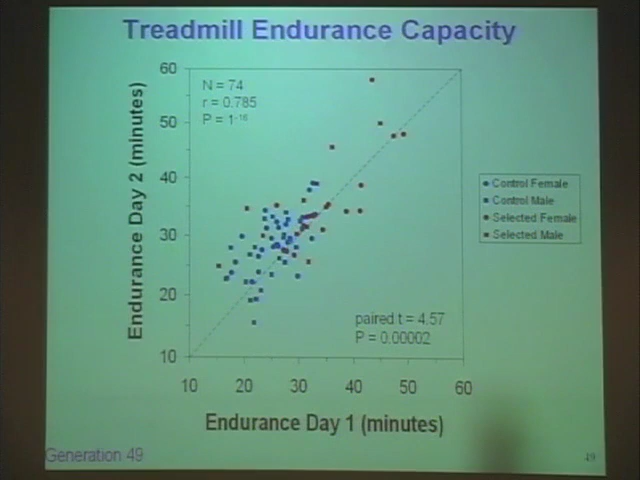 Treadmill Endurance Capacity
N = 74
r = 0.785
P = 1-16
60
50
40
30
20
10
Endurance Day 2 (minutes)
Control Female
Control Male
Selected Female
Selected Male
paired t = 4.57
P = 0.00002
10 20 30 40 50 60
Endurance Day 1 (minutes)
Generation 49
49